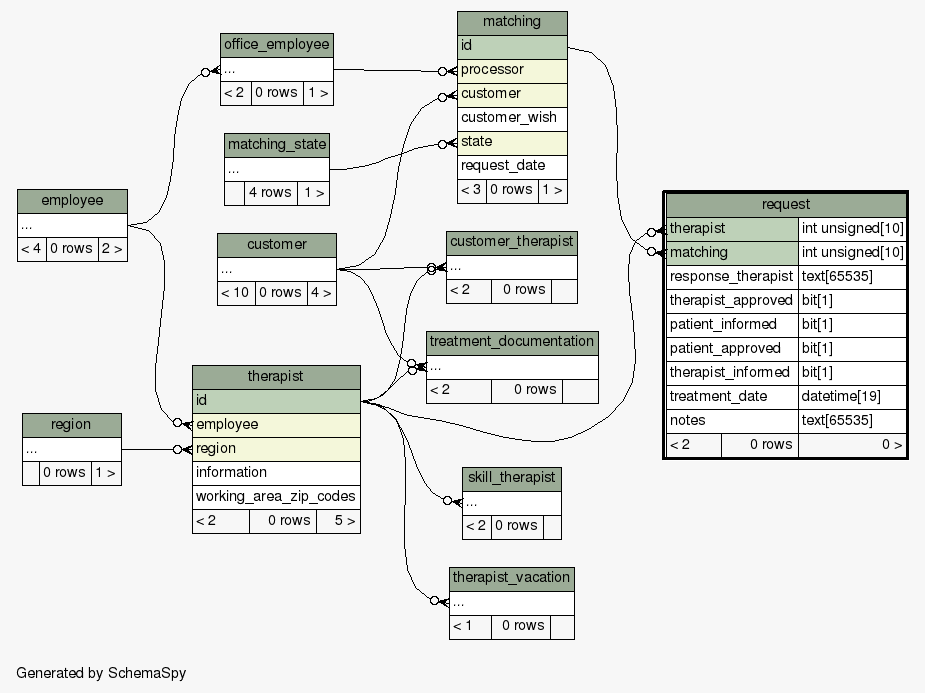 matching
id
processor
customer
customer_wish
state
request_date
< 3 0 rows 1 >
office_employee
...
< 2 0 rows 1 >
matching_state
...
4 rows 1 >
employee
...
< 4 0 rows 2 >
customer
...
< 10 0 rows 4 >
customer_therapist
...
< 2 0 rows
request
therapist int unsigned[10]
matching int unsigned[10]
response_therapist text[65535]
therapist_approved bit[1]
patient_informed bit[1]
patient_approved bit[1]
therapist_informed bit[1]
treatment_date datetime[19]
notes text[65535]
< 2 0 rows 0 >
treatment_documentation
...
< 2 0 rows
therapist
id
employee
region
information
working_area_zip_codes
< 2 0 rows 5 >
region
...
0 rows 1 >
skill_therapist
...
< 2 0 rows
therapist_vacation
...
< 1 0 rows
Generated by SchemaSpy